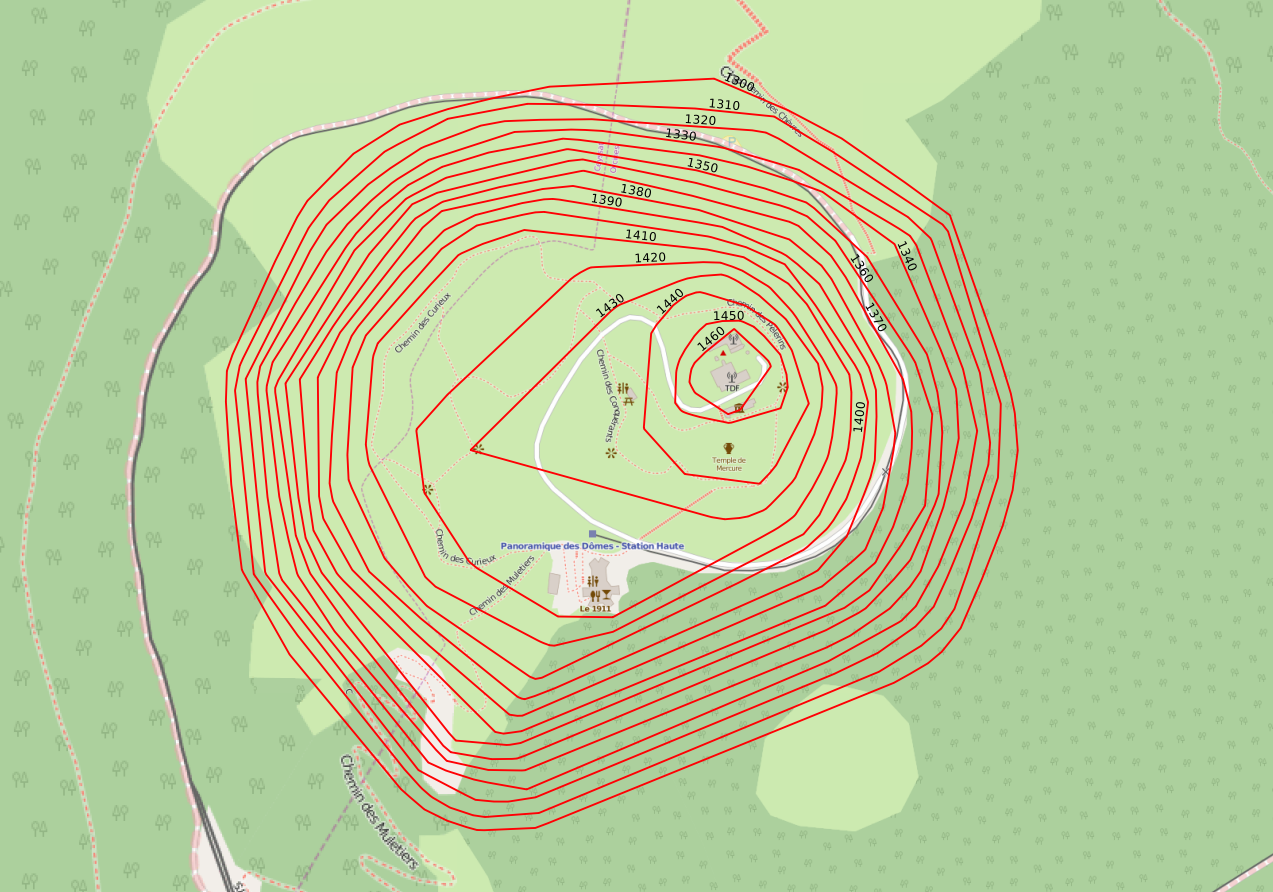 1300
Chemin des Chèvres
1310
1320
1330
P
1350
1380
1390
1410
1340
1420
1360
1430
1440
1370
1450
Chemin des Pèlerins
1460
Chemin des Curieux
TDF
Chemin des Conquérants
1400
Temple de
Mercure
Chemin des Curieux
Panoramique des Dômes - Station Haute
Chemin des Muletiers
Le 1911
Chemin des Muletiers